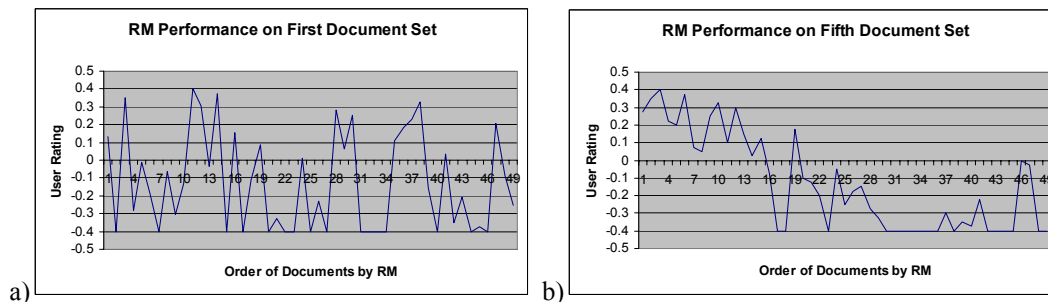 RM Performance on First Document Set
0.5
0.4
0.3
0.2
0.1
0
-0.1
-0.2
-0.3
-0.4
-0.5
1 4 7 10 13 16 19 22 25 28 31 34 37 40 43 46 49
User Rating
Order of Documents by RM
a)
RM Performance on Fifth Document Set
0.5
0.4
0.3
0.2
0.1
0
-0.1
-0.2
-0.3
-0.4
-0.5
1 4 7 10 13 16 19 22 25 28 31 34 37 40 43 46 49
User Rating
Order of Documents by RM
b)